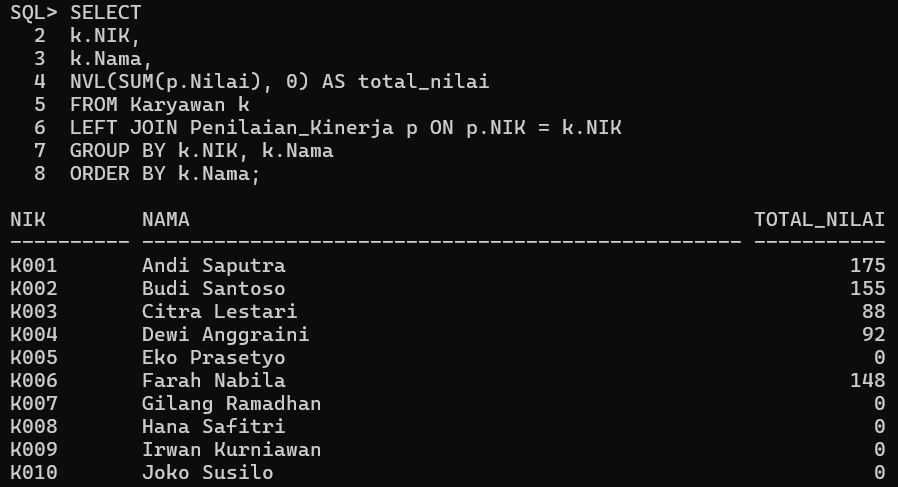 SQL> SELECT
  2  k.NIK,
  3  k.Nama,
  4  NVL(SUM(p.Nilai), 0) AS total_nilai
  5  FROM Karyawan k
  6  LEFT JOIN Penilaian_Kinerja p ON p.NIK = k.NIK
  7  GROUP BY k.NIK, k.Nama
  8  ORDER BY k.Nama;

NIK        NAMA                                               TOTAL_NILAI
---------- -------------------------------------------------- -----------
K001       Andi Saputra                                               175
K002       Budi Santoso                                               155
K003       Citra Lestari                                               88
K004       Dewi Anggraini                                              92
K005       Eko Prasetyo                                                 0
K006       Farah Nabila                                               148
K007       Gilang Ramadhan                                              0
K008       Hana Safitri                                                 0
K009       Irwan Kurniawan                                              0
K010       Joko Susilo                                                  0